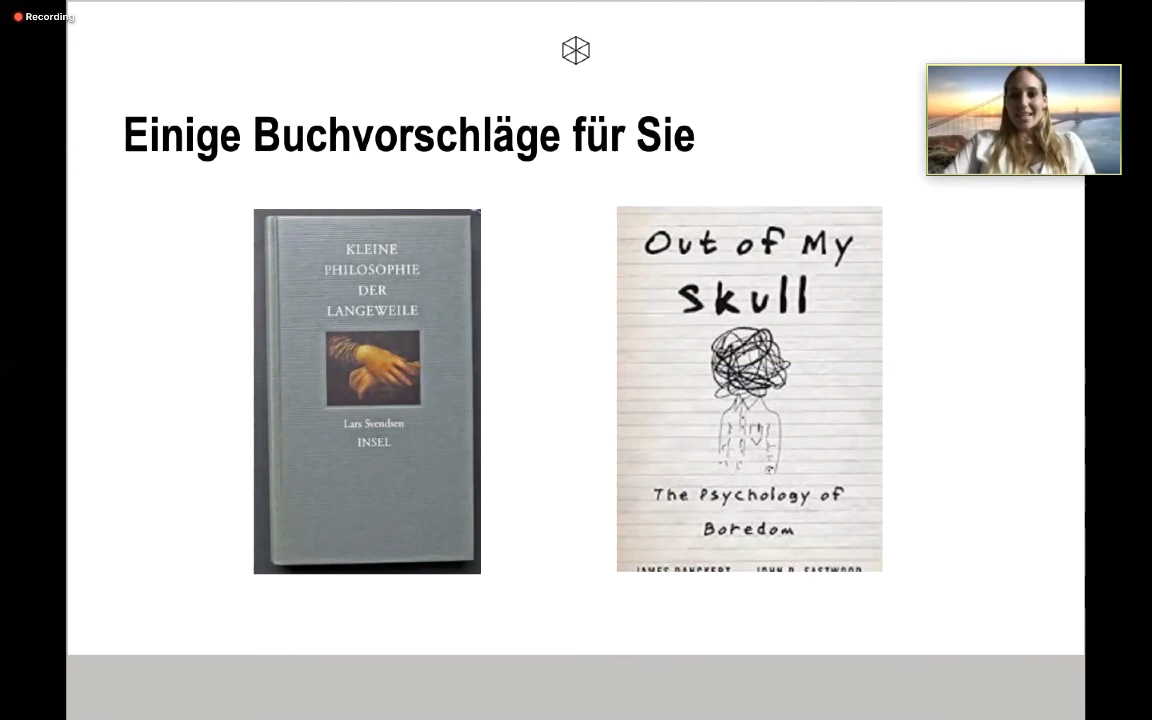 Recording
Einige Buchvorschläge für Sie
KLEINE
PHILOSOPHIE
DER
LANGEWEILE
Lars Svendsen
INSEL
Out of My
Skull
The Psychology of
Boredom
JAMES DANCKERT JOHN D. EASTWOOD